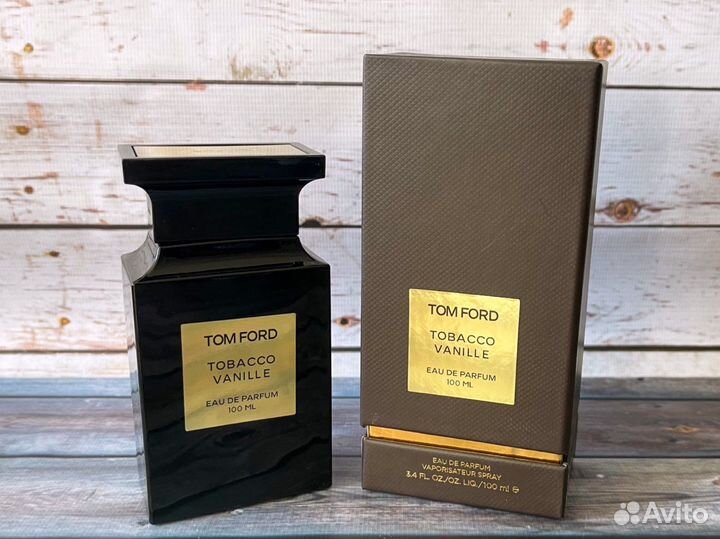 TOM FORD
TOBACCO
VANILLE
EAU DE PARFUM
100 ML
TOM FORD
TOBACCO
VANILLE
EAU DE PARFUM
100 ML
EAU DE PARFUM
VAPORISATEUR SPRAY
3.4 FL. OZ./OZ. LIQ./100 ml ℮
Avito